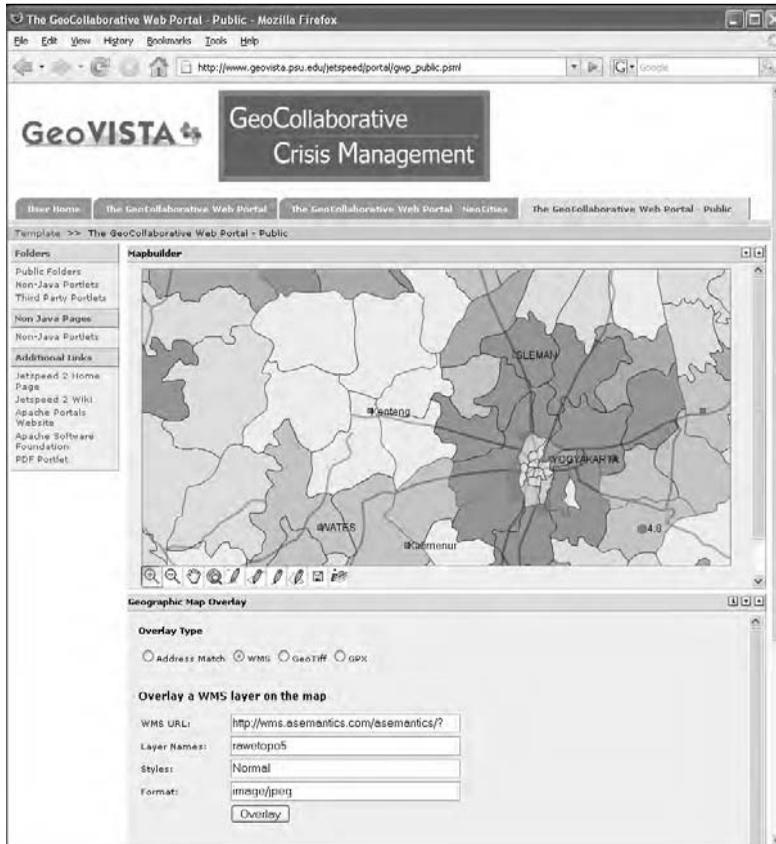 The GeoCollaborative Web Portal - Public - Mozilla Firefox
File Edit View History Bookmarks Tools Help
http://www.geovista.psu.edu/jetspeed/portal/gwp_public.psml
G Google
GeoVISTA
GeoCollaborative
Crisis Management
User Home
The GeoCollaborative Web Portal
The GeoCollaborative Web Portal - NeoCities
The GeoCollaborative Web Portal - Public
Template >> The GeoCollaborative Web Portal - Public
Folders
Public Folders
Non-Java Portlets
Third Party Portlets
Non Java Pages
Non-Java Portlets
Additional Links
Jetspeed 2 Home
Page
Jetspeed 2 Wiki
Apache Portals
Website
Apache Software
Foundation
PDF Portlet
Mapbuilder
SLEMAN
Kenteng
YOGYAKARTA
WATES
4.8
Geographic Map Overlay
Overlay Type
Address Match WMS GeoTiff GPX
Overlay a WMS layer on the map
WMS URL: http://wms.asemantics.com/asemantics/?
Layer Names: rawetopo5
Styles: Normal
Format: image/jpeg
Overlay